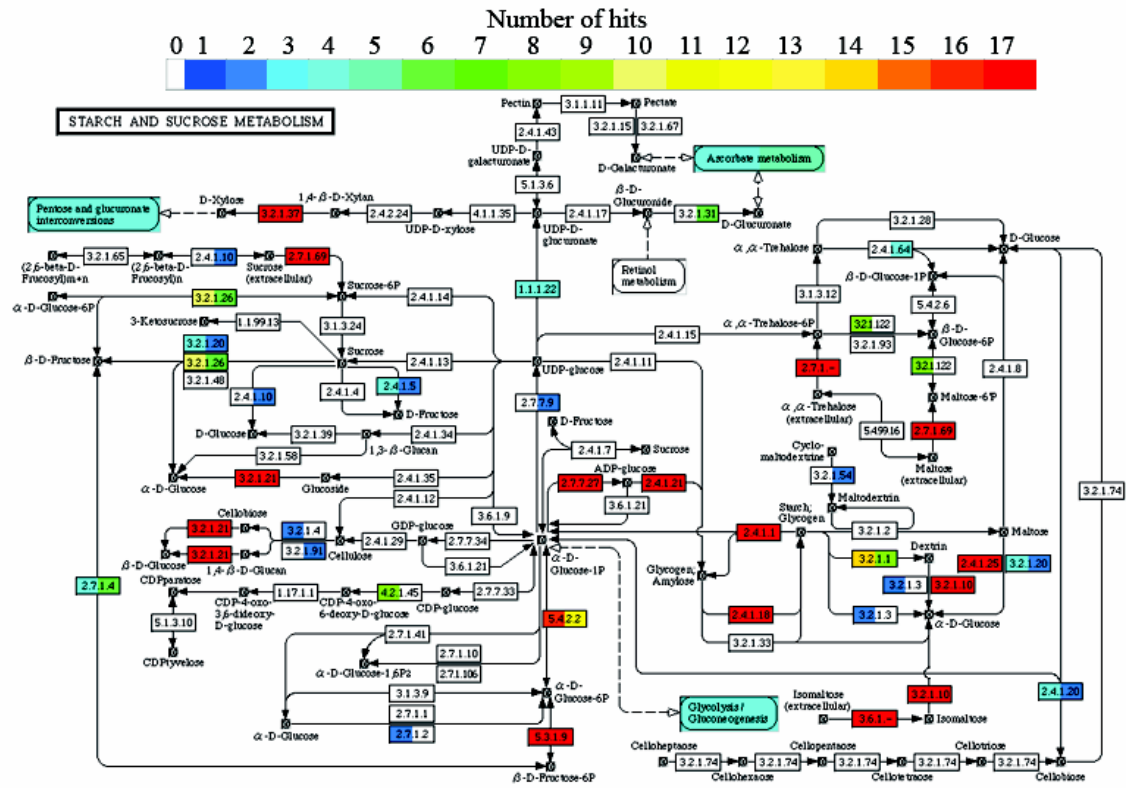 Number of hits
0 1 2 3 4 5 6 7 8 9 10 11 12 13 14 15 16 17
STARCH AND SUCROSE METABOLISM
Pectin
3.1.1.11
Pectate
2.4.1.43
3.2.1.15
3.2.1.67
UDP-D-
galacturonate
D-Galacturonate
Ascorbate metabolism
5.1.3.6
Pentose and glucuronate
interconversions
D-Xylose
3.2.1.37
1,4-β-D-Xylan
2.4.2.24
UDP-D-xylose
4.1.1.35
UDP-D-
glucuronate
2.4.1.17
β-D-
Glucuronide
3.2.1.31
D-Glucuronate
Retinol
metabolism
3.2.1.28
α,α-Trehalose
2.4.1.64
D-Glucose
β-D-Glucose-1P
3.1.3.12
5.4.2.6
(2,6-beta-D-
Frucosyl)m+n
3.2.1.65
(2,6-beta-D-
Frucosyl)n
2.4.1.10
Sucrose
(extracellular)
2.7.1.69
1.1.1.22
α-D-Glucose-6P
3.2.1.26
Sucrose-6P
2.4.1.14
3-Ketosucrose
1.1.99.13
3.1.3.24
2.4.1.15
α,α-Trehalose-6P
3.2.1.122
3.2.1.93
β-D-
Glucose-6P
β-D-Fructose
3.2.1.20
3.2.1.26
3.2.1.48
Sucrose
2.4.1.13
UDP-glucose
2.4.1.11
2.7.1.-
3.2.1.122
2.4.1.8
2.4.1.10
2.4.1.4
2.4.1.5
D-Fructose
2.7.7.9
D-Fructose
α,α-Trehalose
(extracellular)
Maltose-6'P
5.4.99.16
2.7.1.69
Maltose
(extracellular)
D-Glucose
3.2.1.39
1,3-β-Glucan
2.4.1.34
3.2.1.58
2.4.1.7
Sucrose
Cyclo-
maltodextrine
3.2.1.54
Maltodextrin
α-D-Glucose
3.2.1.21
Glucoside
2.4.1.35
2.4.1.12
ADP-glucose
2.7.7.27
2.4.1.21
3.6.1.21
3.2.1.74
3.6.1.9
Cellobiose
3.2.1.21
3.2.1.4
3.2.1.91
Cellulose
2.4.1.29
GDP-glucose
2.7.7.34
3.6.1.21
α-D-
Glucose-1P
2.4.1.1
Starch;
Glycogen
3.2.1.2
Maltose
β-D-Glucose
3.2.1.21
1,4-β-D-Glucan
Glycogen;
Amylose
3.2.1.1
Dextrin
3.2.1.3
3.2.1.10
2.4.1.25
3.2.1.20
2.7.1.4
CDPparatose
1.17.1.1
CDP-4-oxo-
3,6-dideoxy-
D-glucose
4.2.1.45
CDP-4-oxo-
6-deoxy-D-glucose
CDP-glucose
2.7.7.33
5.4.2.2
2.4.1.18
3.2.1.3
α-D-Glucose
3.2.1.33
5.1.3.10
CDPtyvelose
2.7.1.41
2.7.1.10
2.7.1.106
α-D-Glucose-1,6P2
3.1.3.9
α-D-
Glucose-6P
2.7.1.1
2.7.1.2
α-D-Glucose
5.3.1.9
β-D-Fructose-6P
Glycolysis /
Gluconeogenesis
Isomaltose
(extracellular)
3.6.1.-
3.2.1.10
Isomaltose
2.4.1.20
Celloheptaose
3.2.1.74
Cellohexaose
3.2.1.74
Cellopentaose
3.2.1.74
Cellotetraose
3.2.1.74
Cellotriose
3.2.1.74
Cellobiose